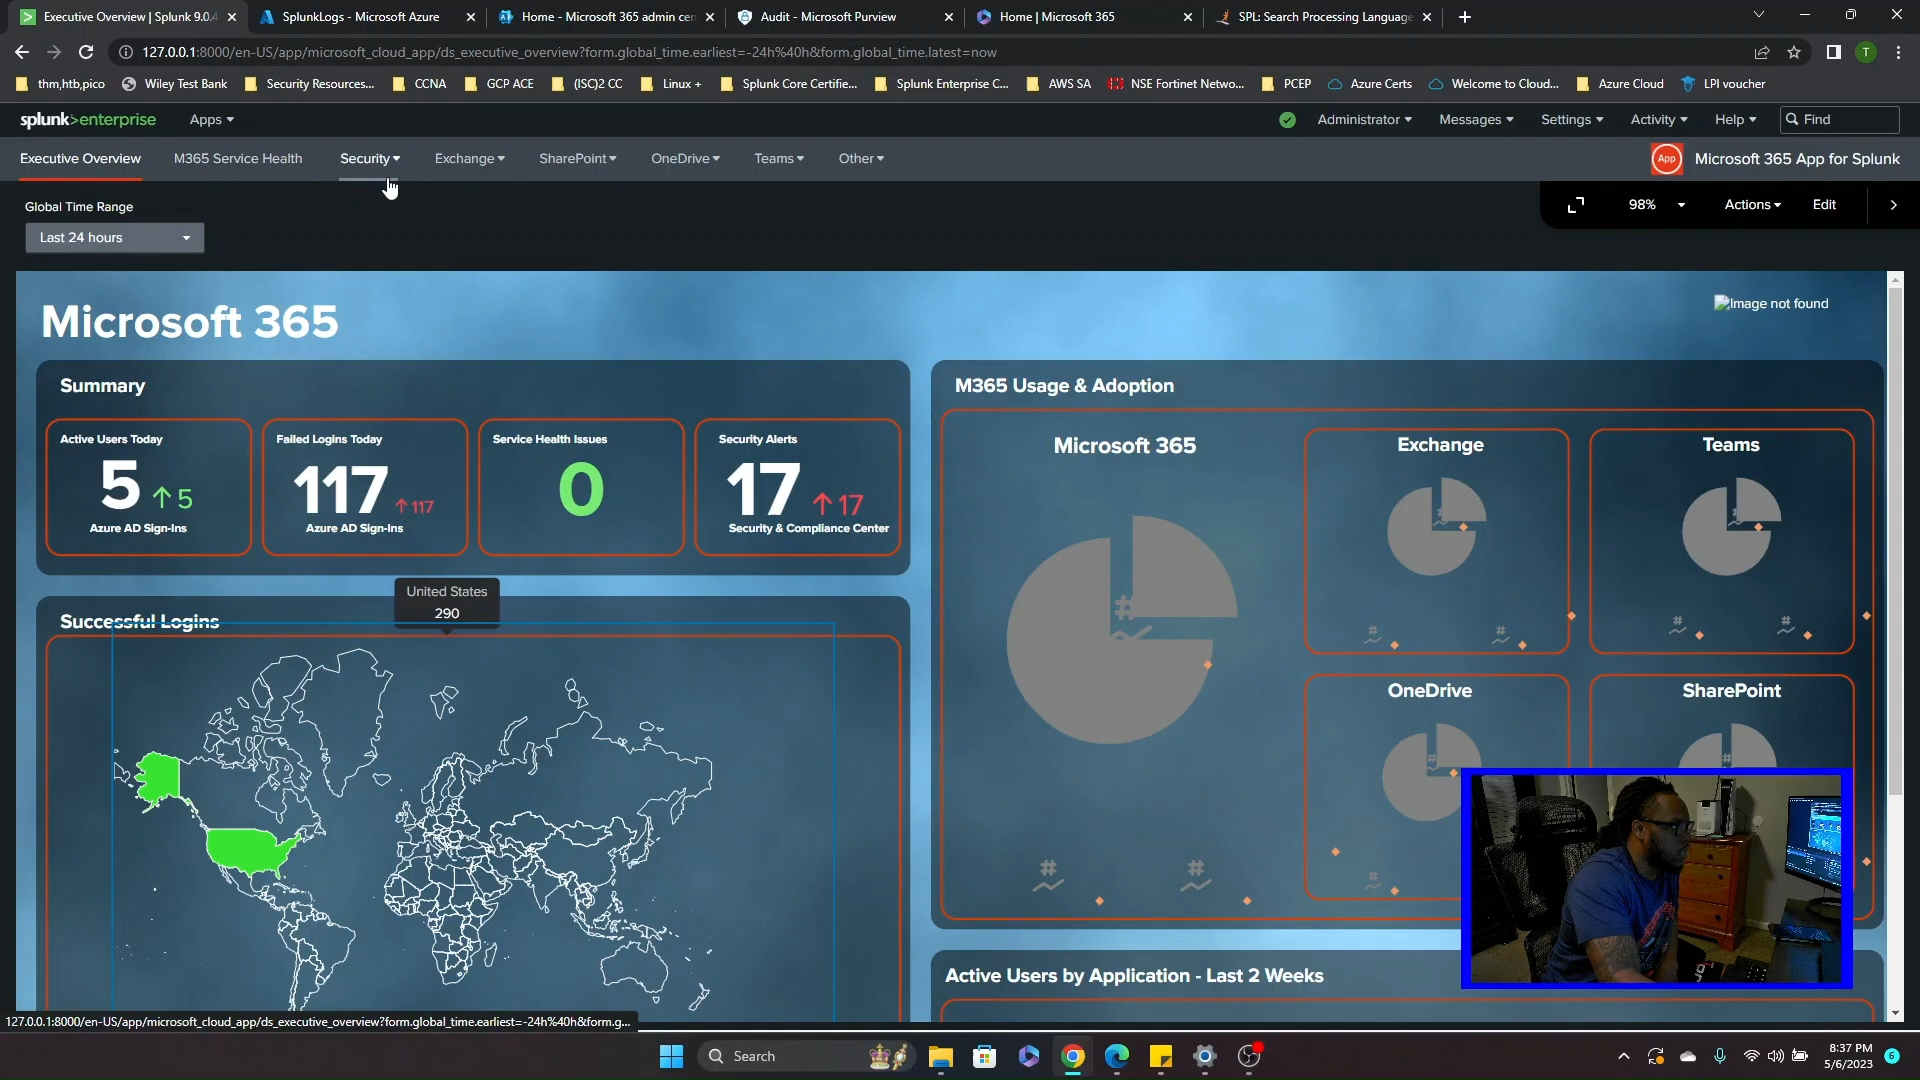 Executive Overview | Splunk 9.0.4
SplunkLogs - Microsoft Azure
Home - Microsoft 365 admin cen
Audit - Microsoft Purview
Home | Microsoft 365
SPL: Search Processing Language
127.0.0.1:8000/en-US/app/microsoft_cloud_app/ds_executive_overview?form.global_time.earliest=-24h%40h&form.global_time.latest=now
T
thm,htb,pico
Wiley Test Bank
Security Resources...
CCNA
GCP ACE
(ISC)2 CC
Linux +
Splunk Core Certifie...
Splunk Enterprise C...
AWS SA
NSE Fortinet Netwo...
PCEP
Azure Certs
Welcome to Cloud...
Azure Cloud
LPI voucher
splunk>enterprise
Apps
Administrator
Messages
Settings
Activity
Help
Find
Executive Overview
M365 Service Health
Security
Exchange
SharePoint
OneDrive
Teams
Other
App
Microsoft 365 App for Splunk
Global Time Range
98%
Actions
Edit
Last 24 hours
Microsoft 365
Image not found
Summary
Active Users Today
5
↑5
Azure AD Sign-Ins
Failed Logins Today
117
↑117
Azure AD Sign-Ins
Service Health Issues
0
Security Alerts
17
↑17
Security & Compliance Center
M365 Usage & Adoption
Microsoft 365
#
#
#
Exchange
#
#
#
Teams
#
#
#
OneDrive
#
#
SharePoint
#
Successful Logins
United States
290
Active Users by Application - Last 2 Weeks
127.0.0.1:8000/en-US/app/microsoft_cloud_app/ds_executive_overview?form.global_time.earliest=-24h%40h&form.g...
Search
8:37 PM
5/6/2023
6